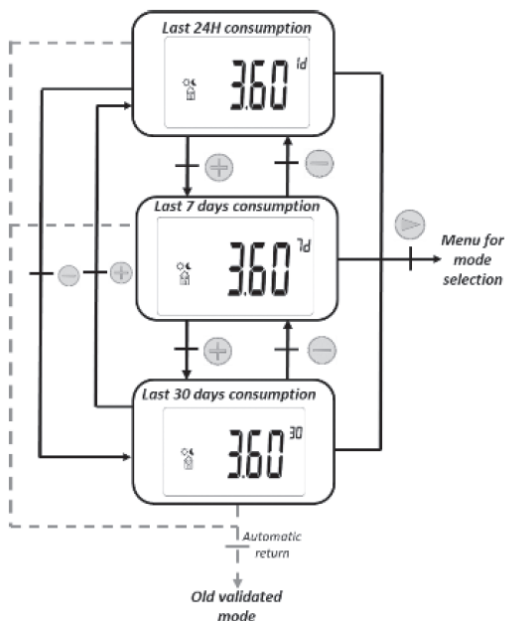 Last 24H consumption
3.60 1d
Last 7 days consumption
3.60 7d
Menu for
mode
selection
Last 30 days consumption
3.60 30
Automatic
return
Old validated
mode